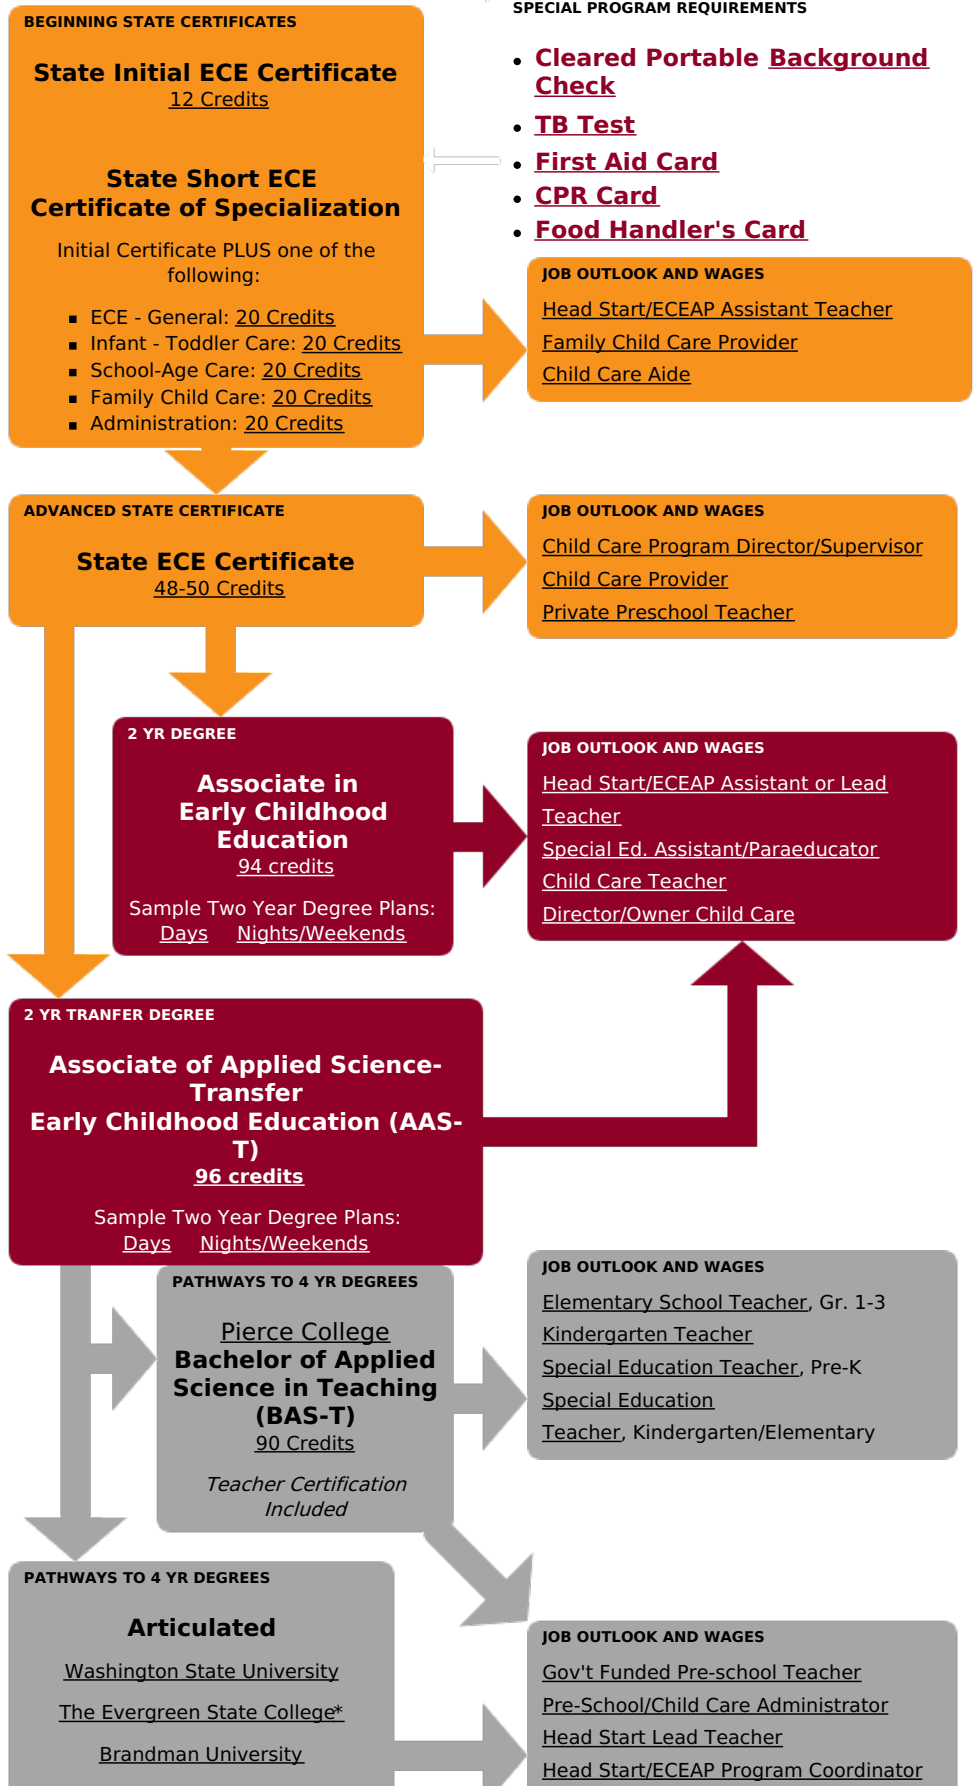 BEGINNING STATE CERTIFICATES
State Initial ECE Certificate
12 Credits
State Short ECE
Certificate of Specialization
Initial Certificate PLUS one of the
following:
▪ ECE - General: 20 Credits
▪ Infant - Toddler Care: 20 Credits
▪ School-Age Care: 20 Credits
▪ Family Child Care: 20 Credits
▪ Administration: 20 Credits
SPECIAL PROGRAM REQUIREMENTS
• Cleared Portable Background
Check
• TB Test
• First Aid Card
• CPR Card
• Food Handler's Card
JOB OUTLOOK AND WAGES
Head Start/ECEAP Assistant Teacher
Family Child Care Provider
Child Care Aide
ADVANCED STATE CERTIFICATE
State ECE Certificate
48-50 Credits
JOB OUTLOOK AND WAGES
Child Care Program Director/Supervisor
Child Care Provider
Private Preschool Teacher
2 YR DEGREE
Associate in
Early Childhood
Education
94 credits
Sample Two Year Degree Plans:
Days Nights/Weekends
JOB OUTLOOK AND WAGES
Head Start/ECEAP Assistant or Lead
Teacher
Special Ed. Assistant/Paraeducator
Child Care Teacher
Director/Owner Child Care
2 YR TRANFER DEGREE
Associate of Applied Science-
Transfer
Early Childhood Education (AAS-
T)
96 credits
Sample Two Year Degree Plans:
Days Nights/Weekends
PATHWAYS TO 4 YR DEGREES
Pierce College
Bachelor of Applied
Science in Teaching
(BAS-T)
90 Credits
Teacher Certification
Included
JOB OUTLOOK AND WAGES
Elementary School Teacher, Gr. 1-3
Kindergarten Teacher
Special Education Teacher, Pre-K
Special Education
Teacher, Kindergarten/Elementary
PATHWAYS TO 4 YR DEGREES
Articulated
Washington State University
The Evergreen State College*
Brandman University
JOB OUTLOOK AND WAGES
Gov't Funded Pre-school Teacher
Pre-School/Child Care Administrator
Head Start Lead Teacher
Head Start/ECEAP Program Coordinator